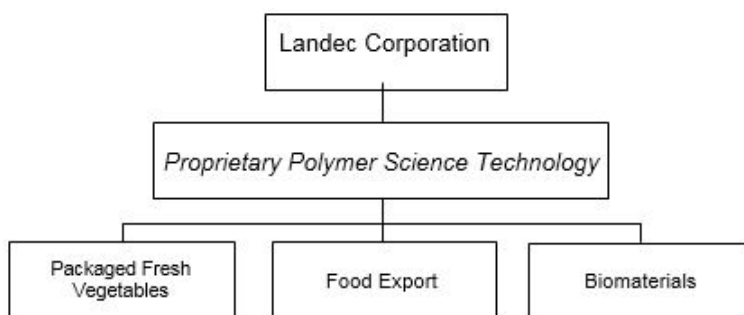 Landec Corporation
Proprietary Polymer Science Technology
Packaged Fresh
Vegetables
Food Export
Biomaterials